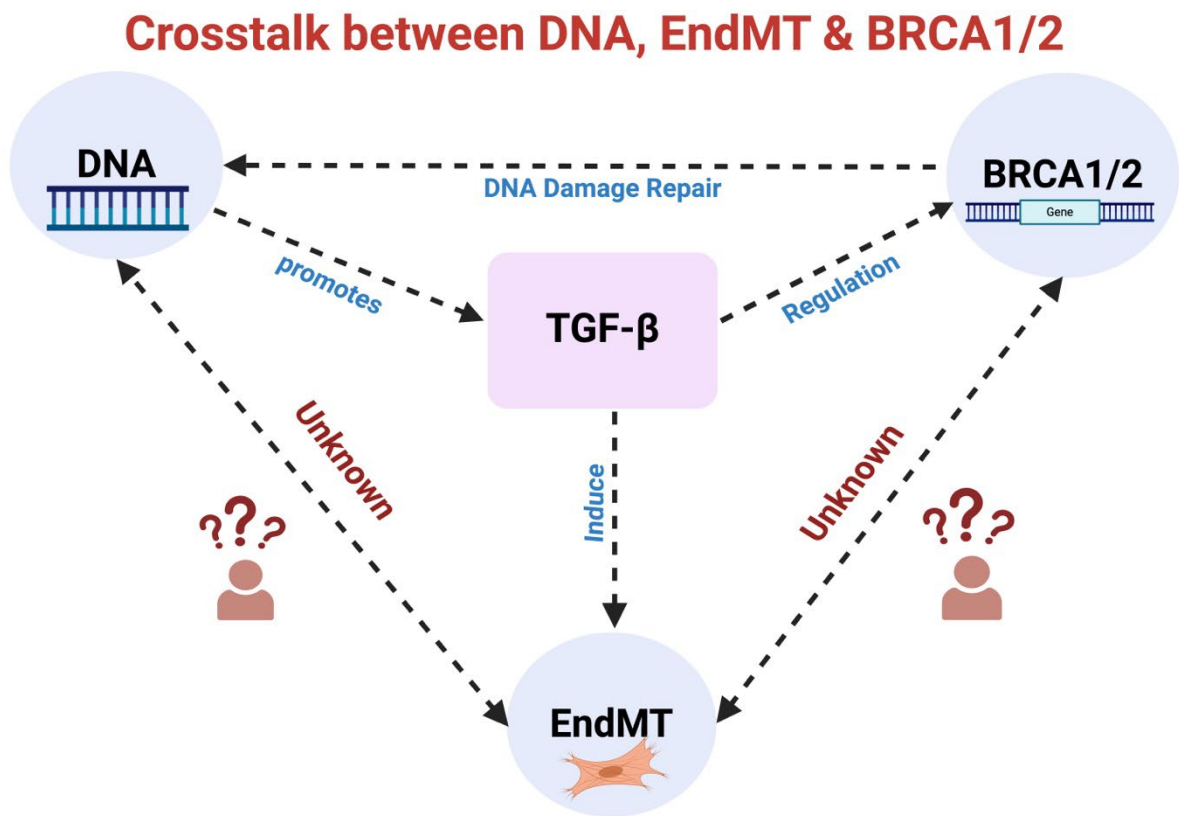 Crosstalk between DNA, EndMT & BRCA1/2
DNA
BRCA1/2
Gene
DNA Damage Repair
promotes
Regulation
TGF-β
Unknown
Induce
Unknown
???
???
EndMT